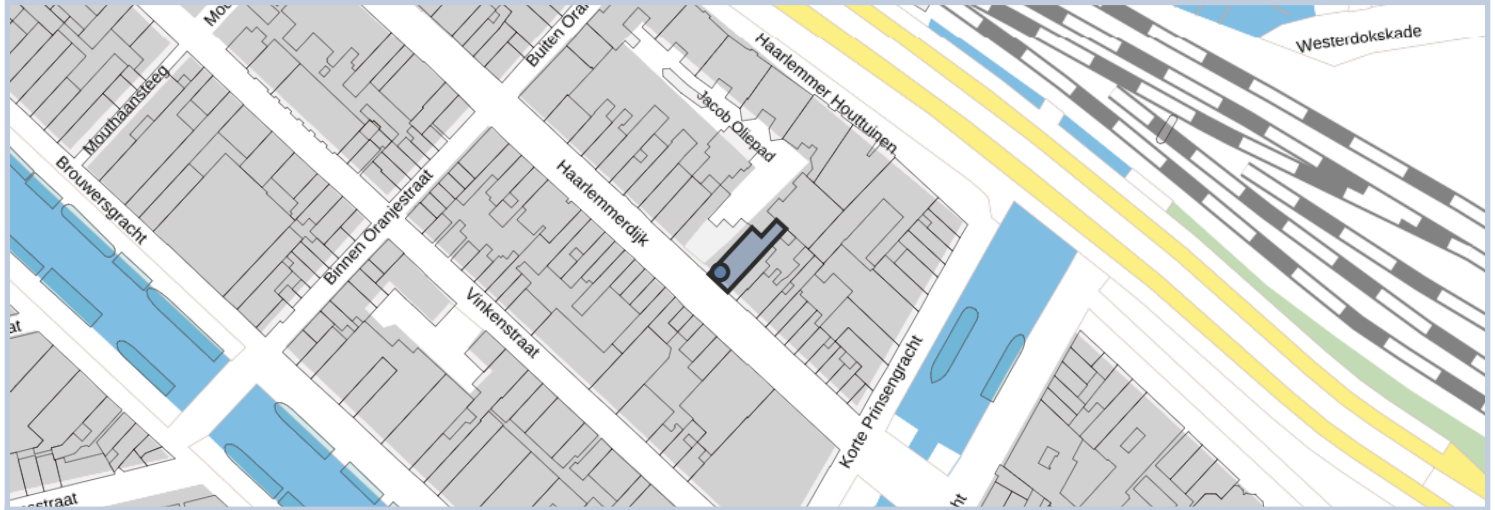 Westerdokskade
Buiten Ora
Haarlemmer Houttuinen
Mouthaansteeg
Jacob Oliepad
Brouwersgracht
Binnen Oranjestraat
Haarlemmerdijk
Vinkenstraat
Korte Prinsengracht